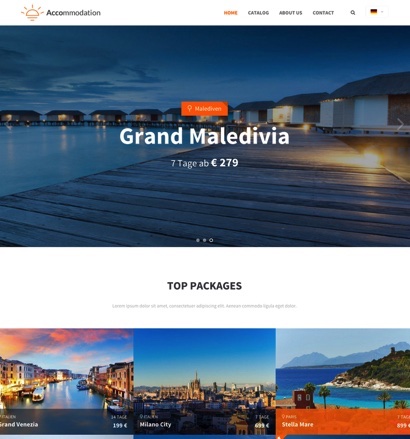 Accommodation
HOME CATALOG ABOUT US CONTACT
Malediven
Grand Maledivia
7 Tage ab € 279
TOP PACKAGES
Lorem ipsum dolor sit amet, consectetuer adipiscing elit. Aenean commodo ligula eget dolor.
ITALIEN 14 TAGE
Grand Venezia 199 €
ITALIEN 7 TAGE
Milano City 699 €
PARIS 7 TAGE
Stella Mare 899 €